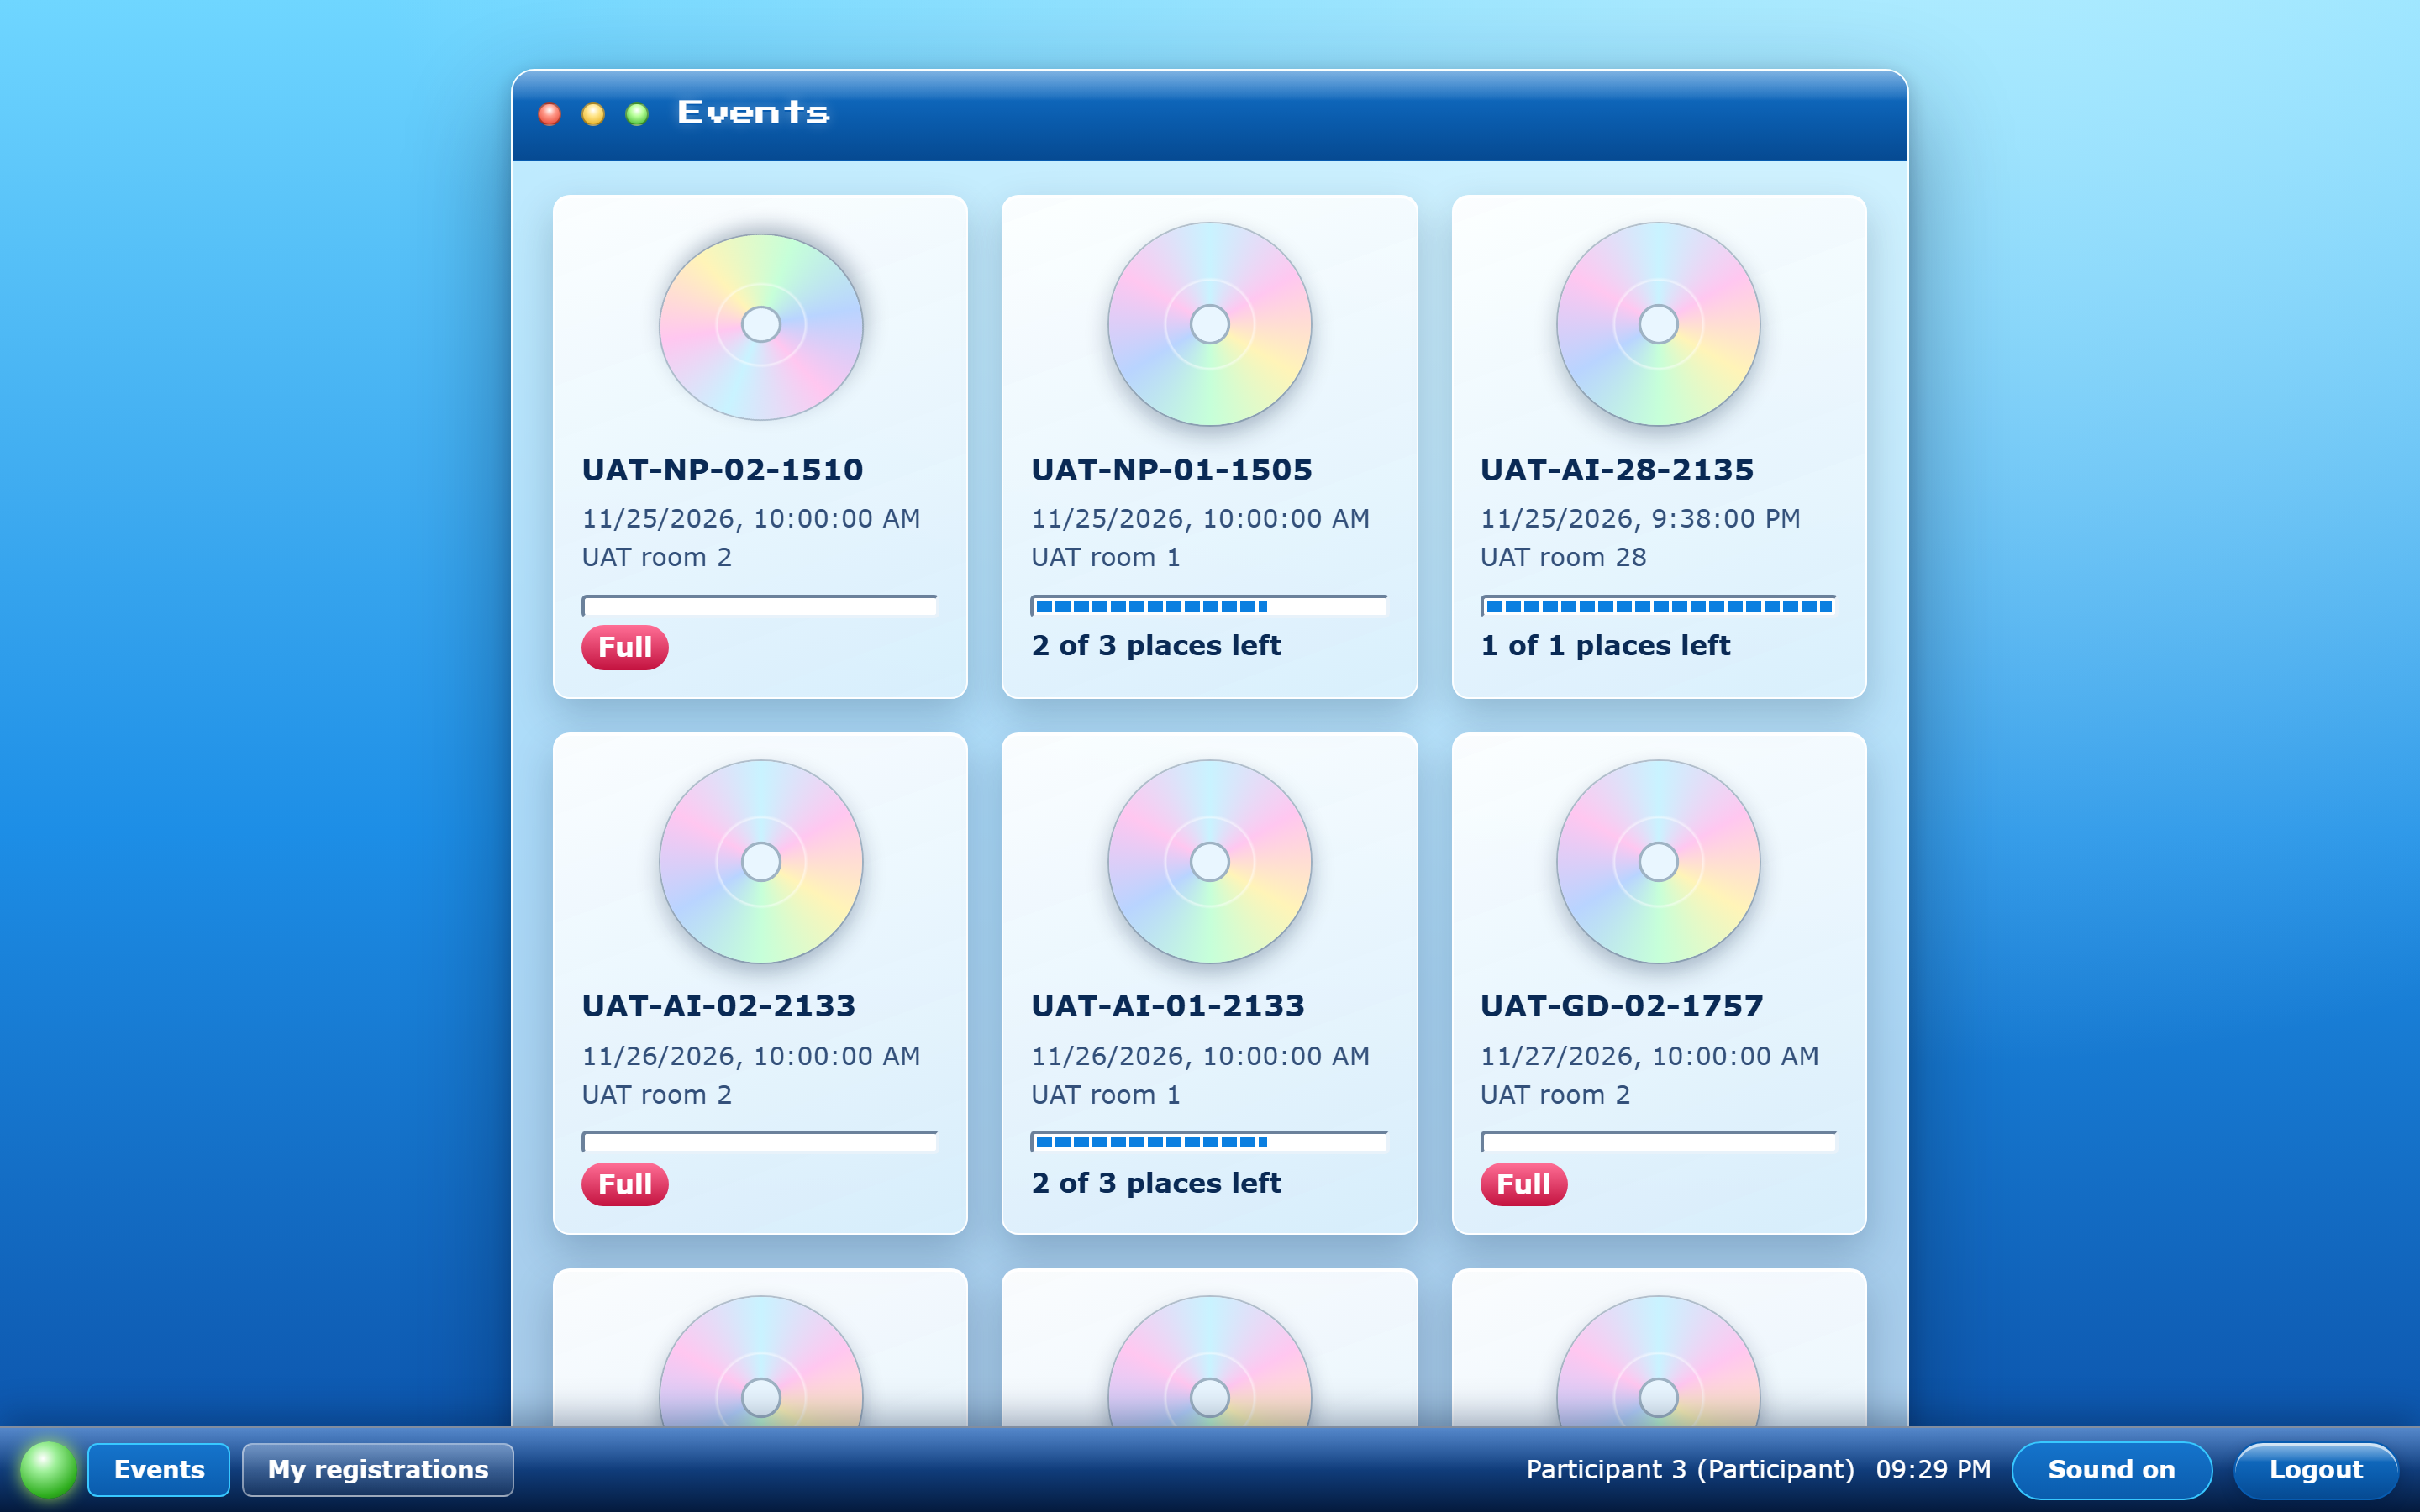 Events
UAT-NP-02-1510
11/25/2026, 10:00:00 AM
UAT room 2
Full
UAT-NP-01-1505
11/25/2026, 10:00:00 AM
UAT room 1
2 of 3 places left
UAT-AI-28-2135
11/25/2026, 9:38:00 PM
UAT room 28
1 of 1 places left
UAT-AI-02-2133
11/26/2026, 10:00:00 AM
UAT room 2
Full
UAT-AI-01-2133
11/26/2026, 10:00:00 AM
UAT room 1
2 of 3 places left
UAT-GD-02-1757
11/27/2026, 10:00:00 AM
UAT room 2
Full
Events
My registrations
Participant 3 (Participant)
09:29 PM
Sound on
Logout